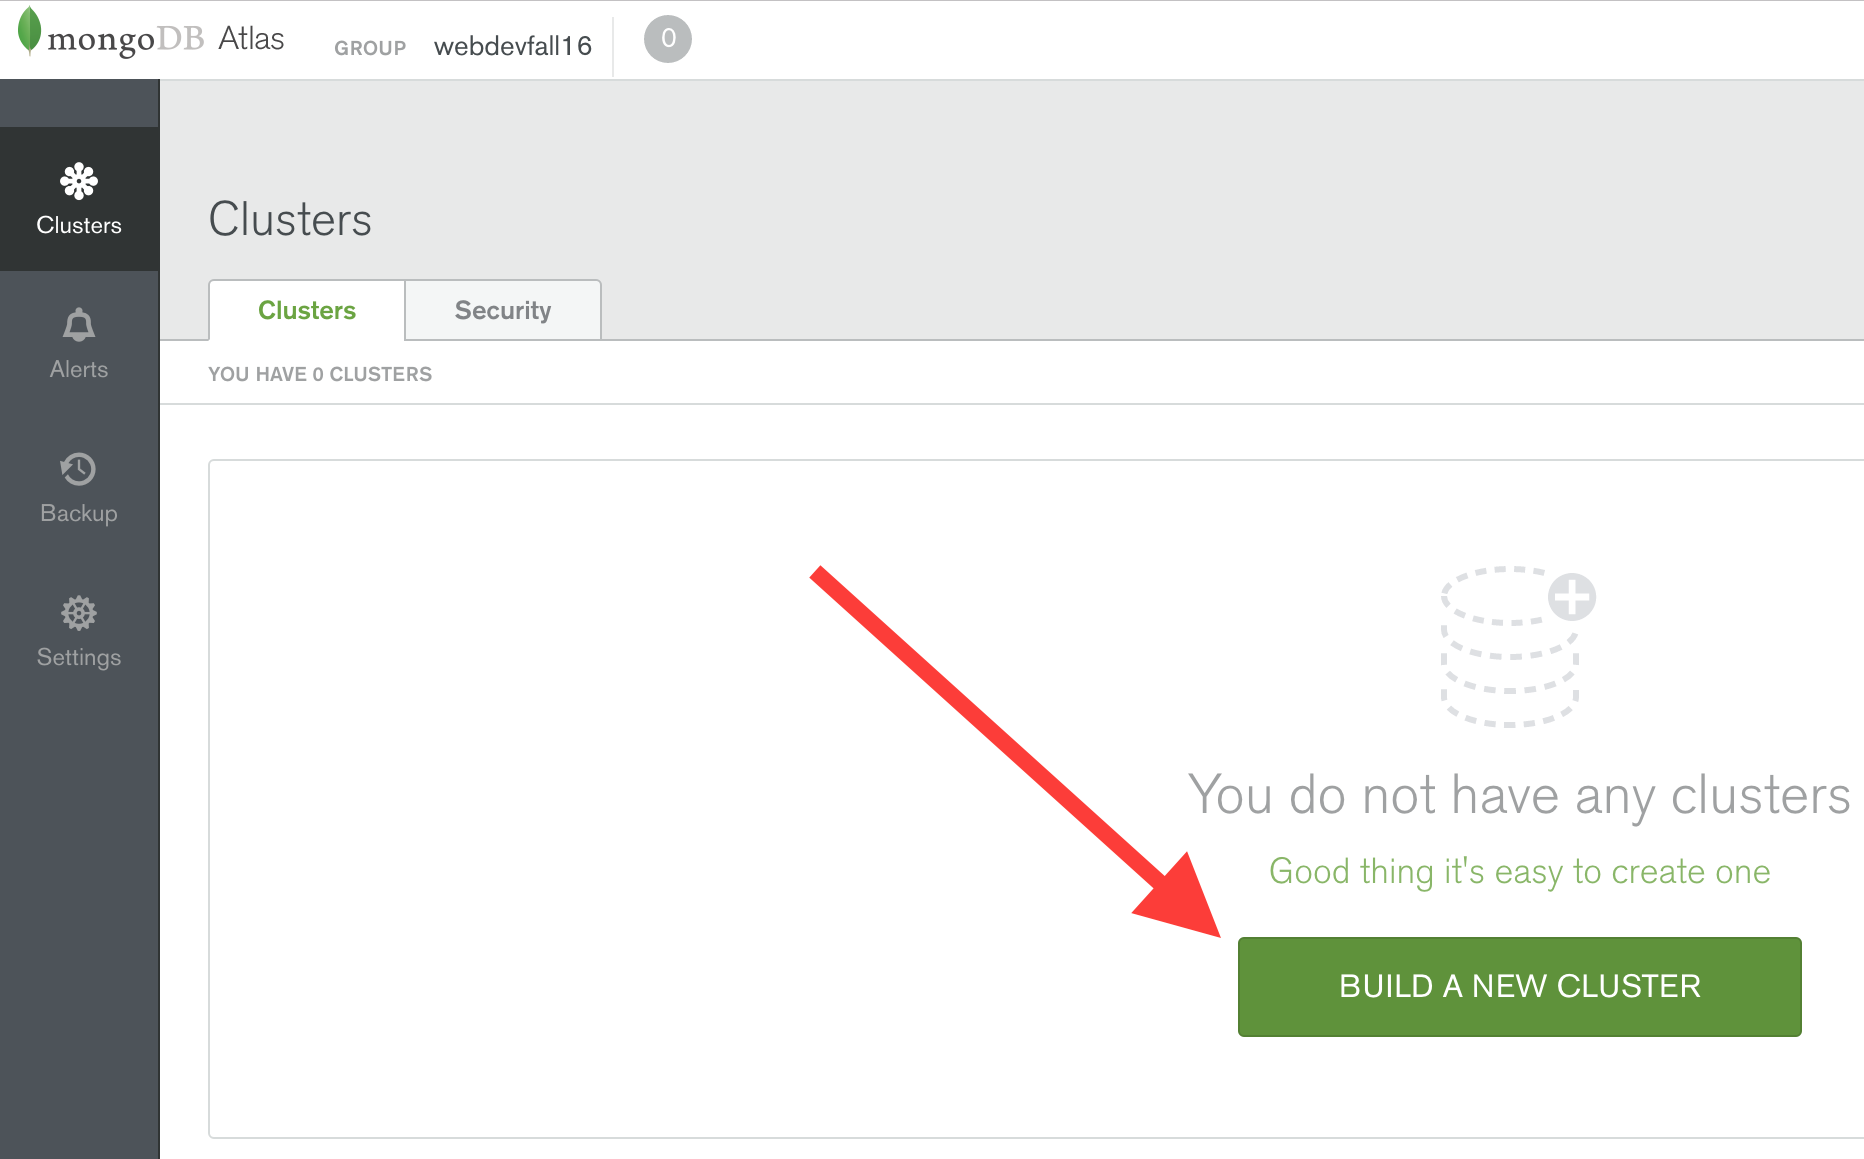 mongoDB Atlas GROUP webdevfall16 0
Clusters
Alerts
Backup
Settings
Clusters
Clusters Security
YOU HAVE 0 CLUSTERS
You do not have any clusters
Good thing it's easy to create one
BUILD A NEW CLUSTER